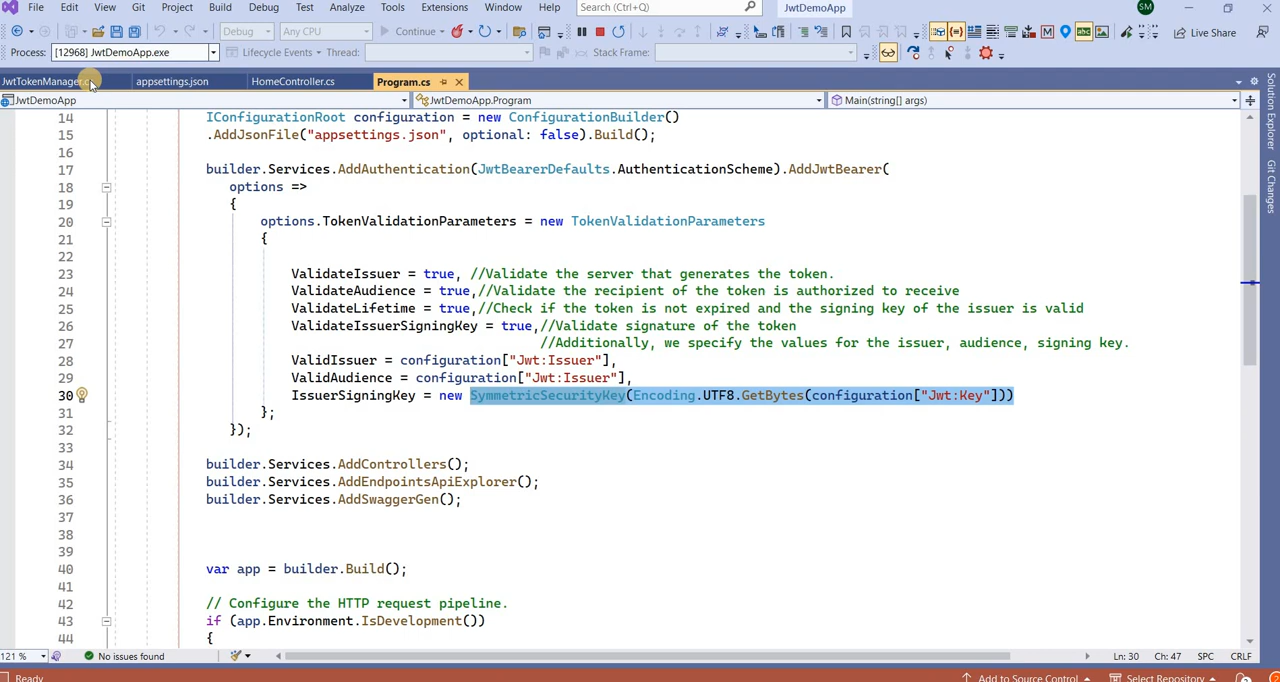 File Edit View Git Project Build Debug Test Analyze Tools Extensions Window Help Search (Ctrl+Q) JwtDemoApp SM
Debug Any CPU Continue Live Share
Process: [12968] JwtDemoApp.exe Lifecycle Events Thread: Stack Frame:
JwtTokenManager appsettings.json HomeController.cs Program.cs
JwtDemoApp JwtDemoApp.Program Main(string[] args)
14 IConfigurationRoot configuration = new ConfigurationBuilder()
15 .AddJsonFile("appsettings.json", optional: false).Build();
16
17 builder.Services.AddAuthentication(JwtBearerDefaults.AuthenticationScheme).AddJwtBearer(
18 options =>
19 {
20 options.TokenValidationParameters = new TokenValidationParameters
21 {
22
23 ValidateIssuer = true, //Validate the server that generates the token.
24 ValidateAudience = true,//Validate the recipient of the token is authorized to receive
25 ValidateLifetime = true,//Check if the token is not expired and the signing key of the issuer is valid
26 ValidateIssuerSigningKey = true,//Validate signature of the token
27 //Additionally, we specify the values for the issuer, audience, signing key.
28 ValidIssuer = configuration["Jwt:Issuer"],
29 ValidAudience = configuration["Jwt:Issuer"],
30 IssuerSigningKey = new SymmetricSecurityKey(Encoding.UTF8.GetBytes(configuration["Jwt:Key"]))
31 };
32 });
33
34 builder.Services.AddControllers();
35 builder.Services.AddEndpointsApiExplorer();
36 builder.Services.AddSwaggerGen();
37
38
39
40 var app = builder.Build();
41
42 // Configure the HTTP request pipeline.
43 if (app.Environment.IsDevelopment())
44 {
121 % No issues found Ln: 30 Ch: 47 SPC CRLF
Ready Add to Source Control Select Repository
Solution Explorer
Git Changes